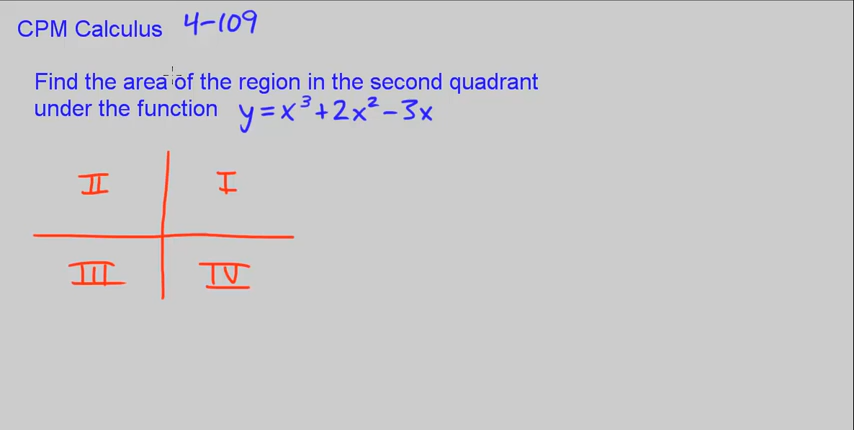 CPM Calculus 4-109
Find the area of the region in the second quadrant
under the function y = x³ + 2x² - 3x
II I
III IV